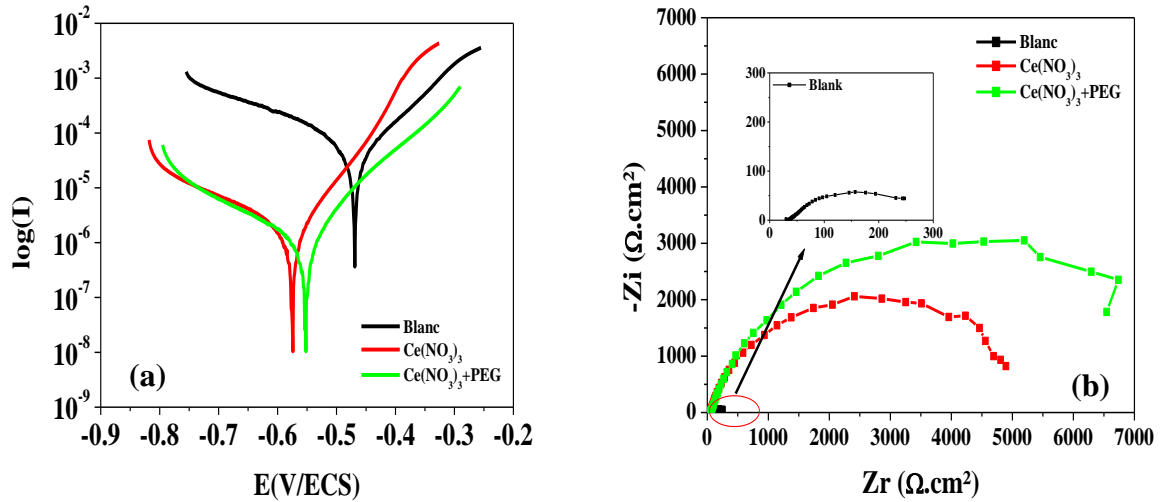 10-2
10-3
10-4
10-5
10-6
10-7
10-8
10-9
log(I)
Blanc
Ce(NO3)3
Ce(NO3)3+PEG
(a)
-0.9 -0.8 -0.7 -0.6 -0.5 -0.4 -0.3 -0.2
E(V/ECS)
7000
6000
5000
4000
3000
2000
1000
0
-Zi (Ω.cm²)
Blanc
Ce(NO3)3
Ce(NO3)3+PEG
300
200
100
0
Blank
0 100 200 300
(b)
0 1000 2000 3000 4000 5000 6000 7000
Zr (Ω.cm²)